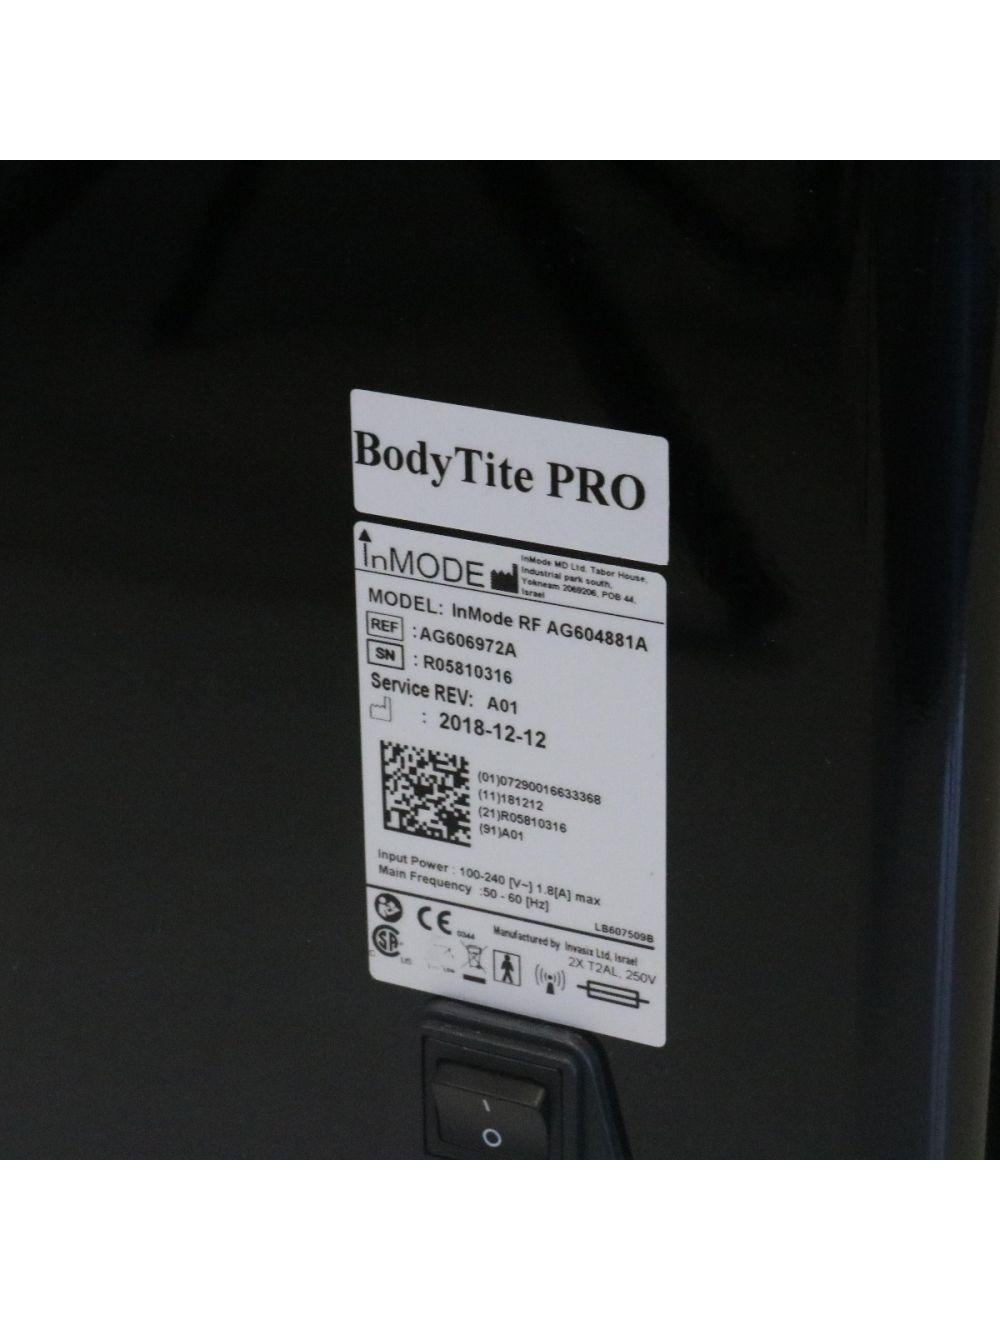 BodyTite PRO
InMODE
InMode MD Ltd. Tabor House,
Industrial park south,
Yokneam 2069206, POB 44,
Israel
MODEL: InMode RF AG604881A
REF : AG606972A
SN : R05810316
Service REV: A01
: 2018-12-12
(01)07290016633368
(11)181212
(21)R05810316
(91)A01
Input Power : 100-240 [V~] 1.8[A] max
Main Frequency :50 - 60 [Hz]
LB607509B
CE 0344
Manufactured by Invasix Ltd, Israel
SA
C US
2X T2AL, 250V
I
O